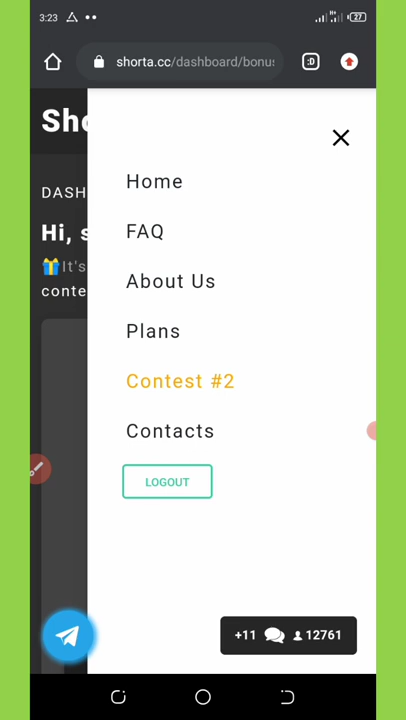 3:23 27
shorta.cc/dashboard/bonus
:D
Sho
DASH
Hi, s
It's
conte
Home
FAQ
About Us
Plans
Contest #2
Contacts
LOGOUT
+11 12761